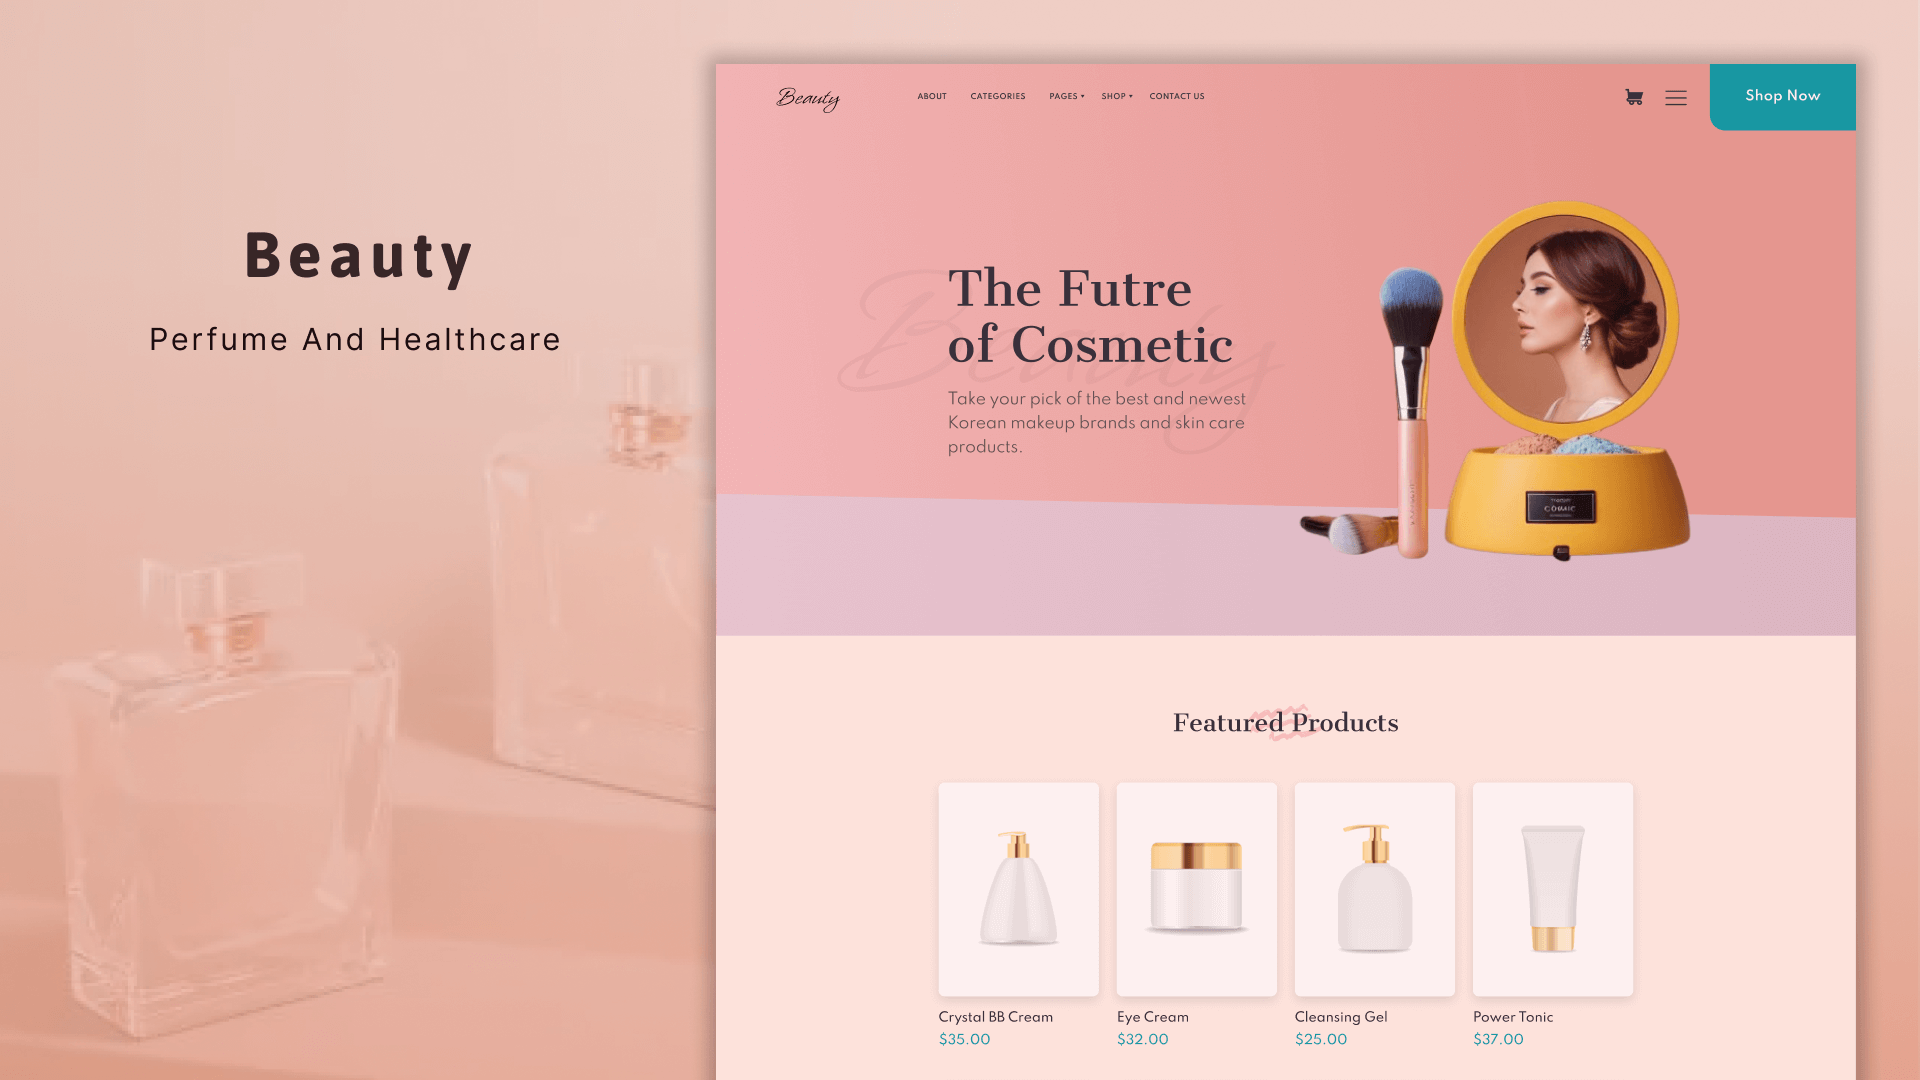 Beauty
Perfume And Healthcare
Beauty
ABOUT
CATEGORIES
PAGES
SHOP
CONTACT US
Shop Now
Beauty
The Futre
of Cosmetic
Take your pick of the best and newest
Korean makeup brands and skin care
products.
Featured Products
Crystal BB Cream
$35.00
Eye Cream
$32.00
Cleansing Gel
$25.00
Power Tonic
$37.00